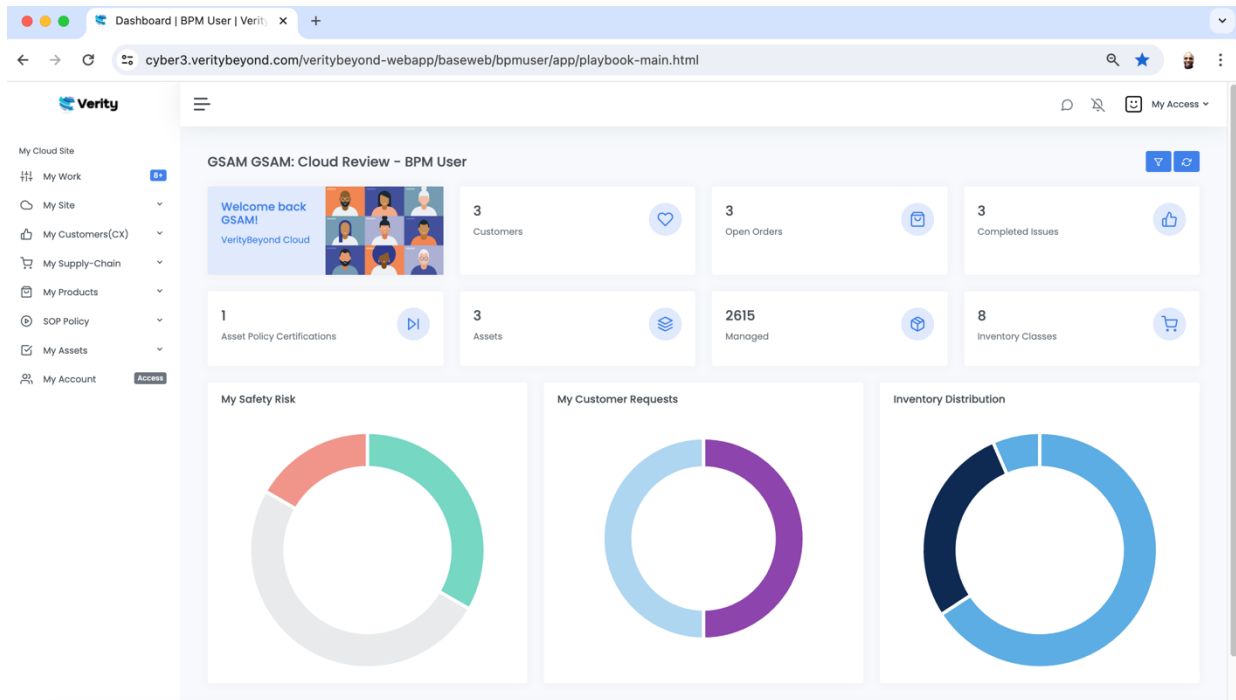 Dashboard | BPM User | Verit
cyber3.veritybeyond.com/veritybeyond-webapp/baseweb/bpmuser/app/playbook-main.html
Verity
My Access
My Cloud Site
My Work 8+
My Site
My Customers(CX)
My Supply-Chain
My Products
SOP Policy
My Assets
My Account Access
GSAM GSAM: Cloud Review - BPM User
Welcome back
GSAM!
VerityBeyond Cloud
3
Customers
3
Open Orders
3
Completed Issues
1
Asset Policy Certifications
3
Assets
2615
Managed
8
Inventory Classes
My Safety Risk
My Customer Requests
Inventory Distribution